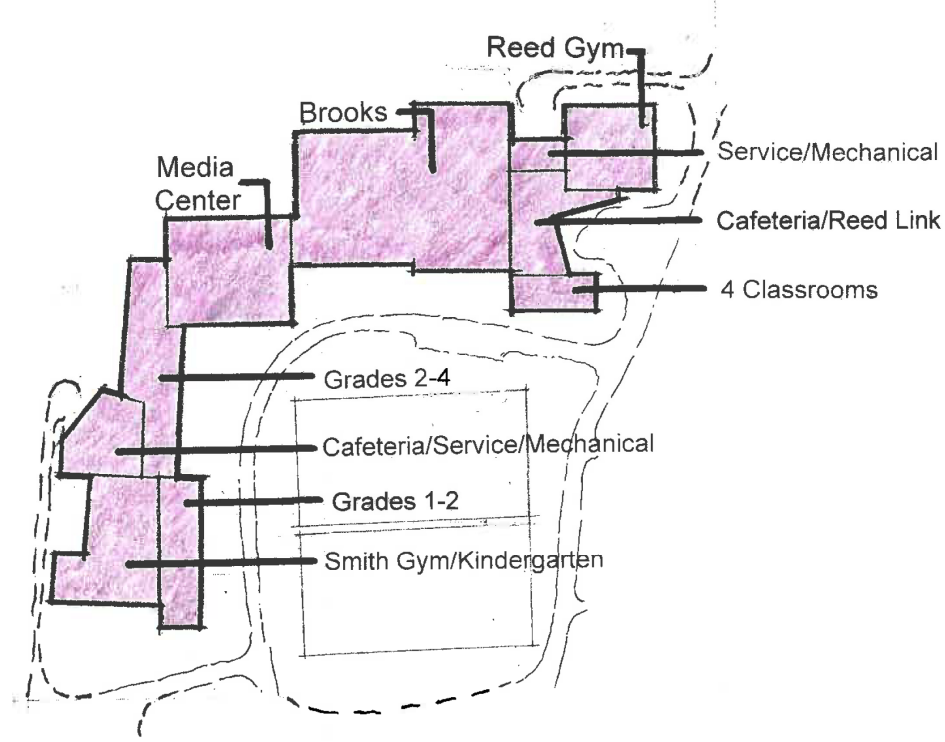 Reed Gym
Brooks
Service/Mechanical
Media
Center
Cafeteria/Reed Link
4 Classrooms
Grades 2-4
Cafeteria/Service/Mechanical
Grades 1-2
Smith Gym/Kindergarten